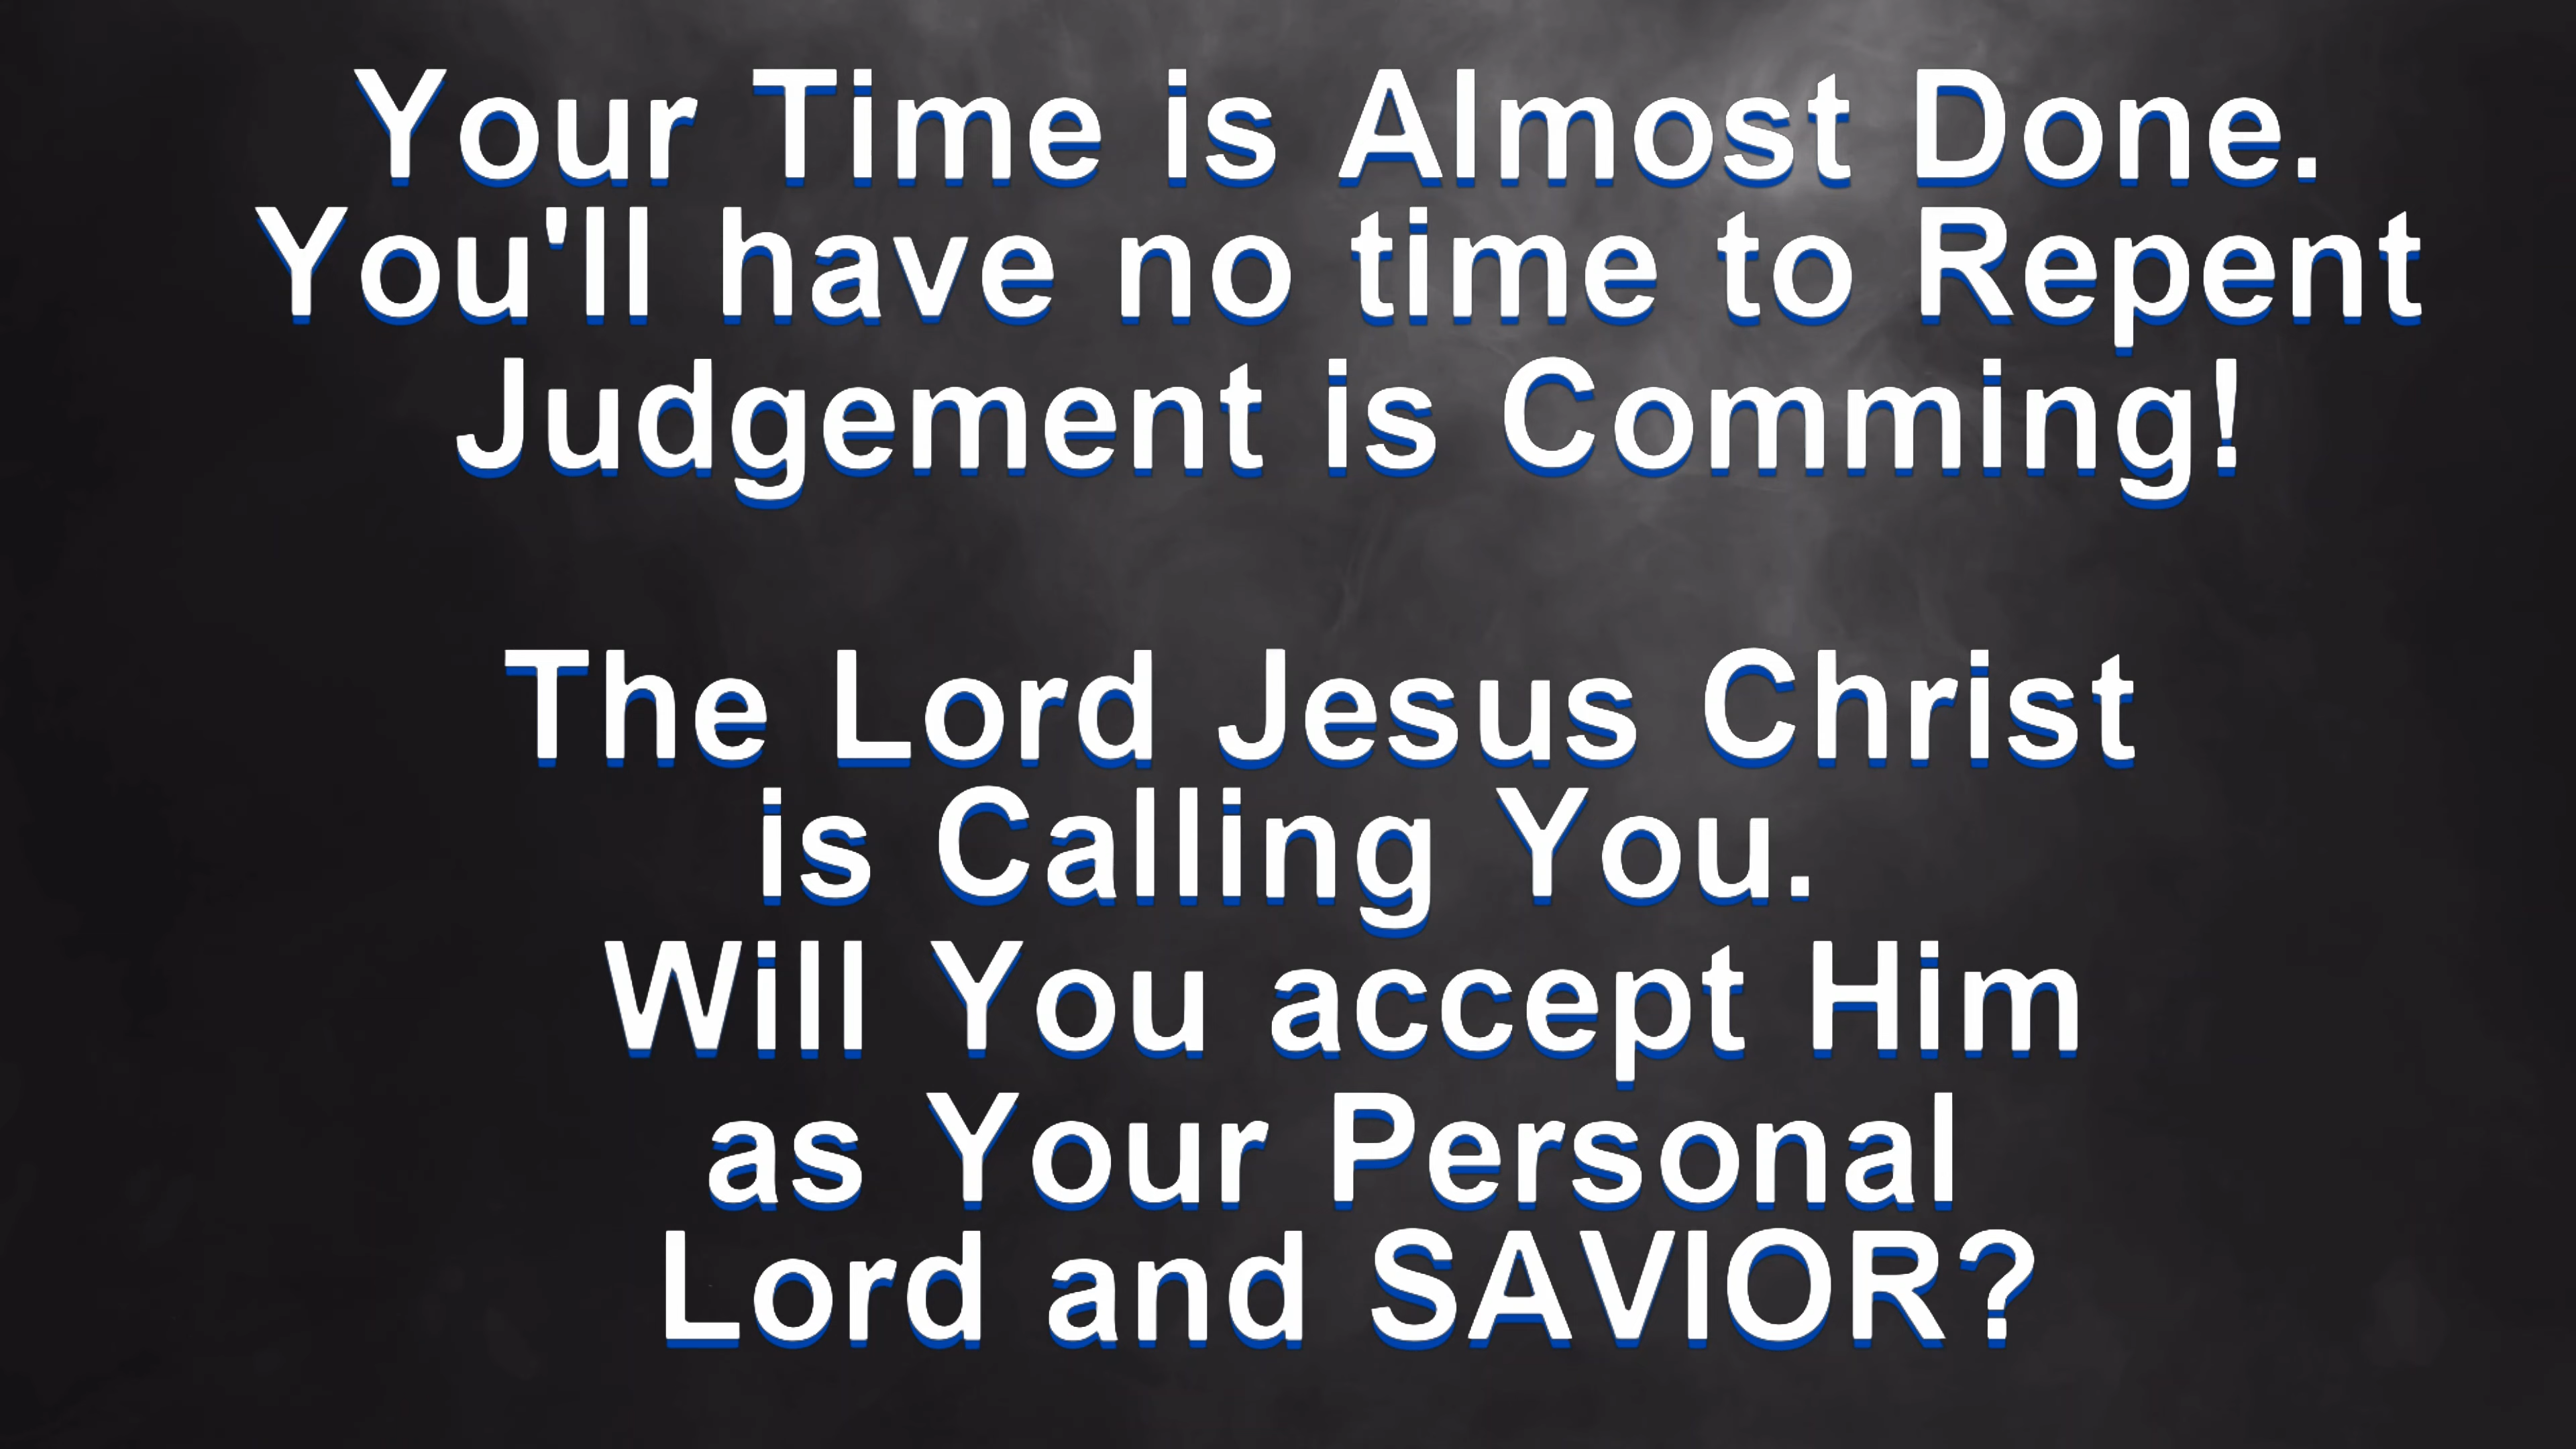 Your Time is Almost Done.
You'll have no time to Repent
Judgement is Comming!
The Lord Jesus Christ
is Calling You.
Will You accept Him
as Your Personal
Lord and SAVIOR?